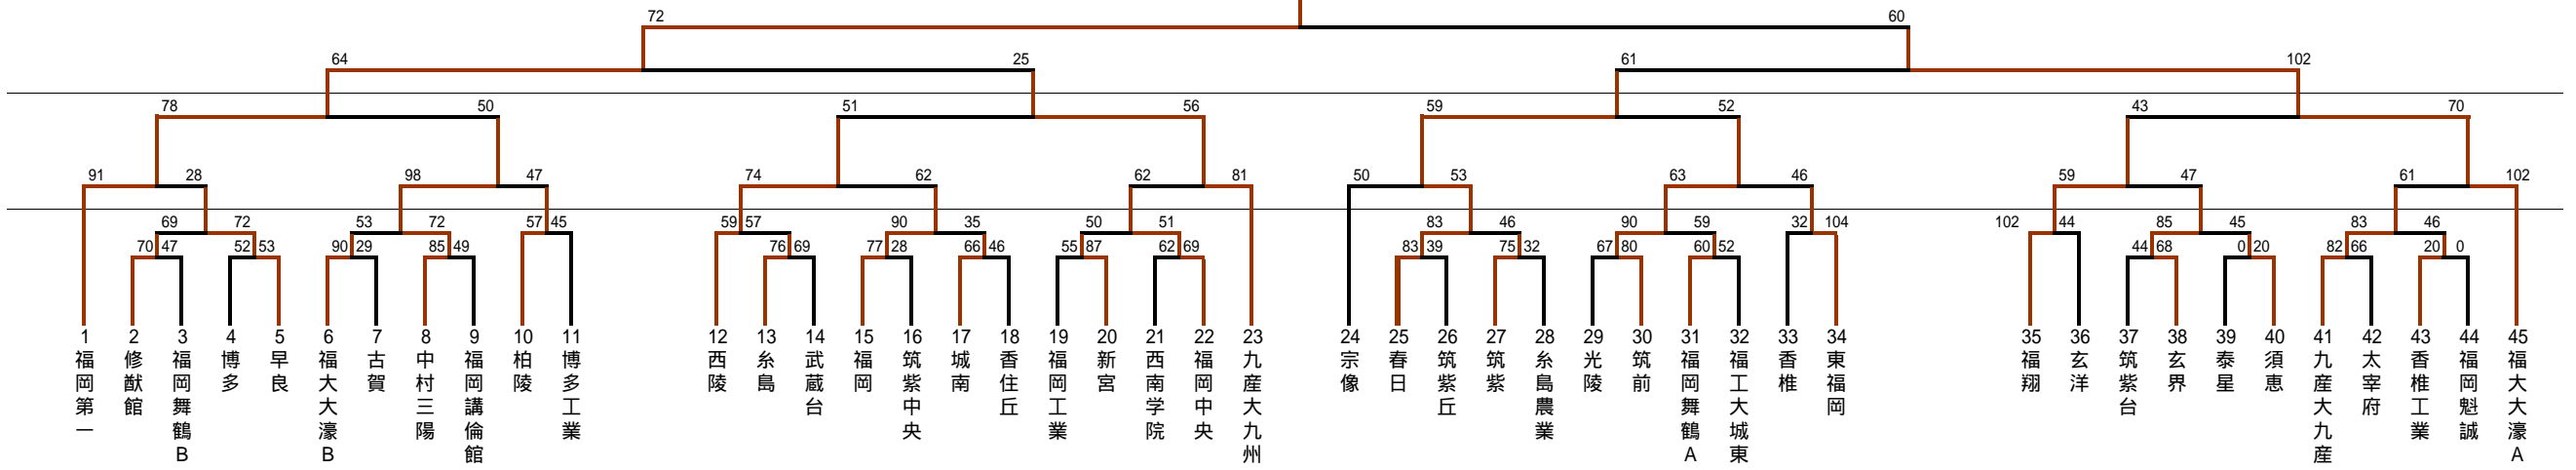 72 60
64 25 61 102
78 50 51 56 59 52 43 70
91 28 98 47 74 62 62 81 50 53 63 46 59 47 61 102
69 72 53 72 57 45 59 57 90 35 50 51 83 46 90 59 32 104 102 44 85 45 83 46
70 47 52 53 90 29 85 49 76 69 77 28 66 46 55 87 62 69 83 39 75 32 67 80 60 52 44 68 0 20 82 66 20 0
1 福岡第一
2 修猷館
3 福岡舞鶴B
4 博多
5 早良
6 福大大濠B
7 古賀
8 中村三陽
9 福岡講倫館
10 柏陵
11 博多工業
12 西陵
13 糸島
14 武蔵台
15 福岡
16 筑紫中央
17 城南
18 香住丘
19 福岡工業
20 新宮
21 西南学院
22 福岡中央
23 九産大九州
24 宗像
25 春日
26 筑紫丘
27 筑紫
28 糸島農業
29 光陵
30 筑前
31 福岡舞鶴A
32 福工大城東
33 香椎
34 東福岡
35 福翔
36 玄洋
37 筑紫台
38 玄界
39 泰星
40 須恵
41 九産大九産
42 太宰府
43 香椎工業
44 福岡魁誠
45 福大大濠A